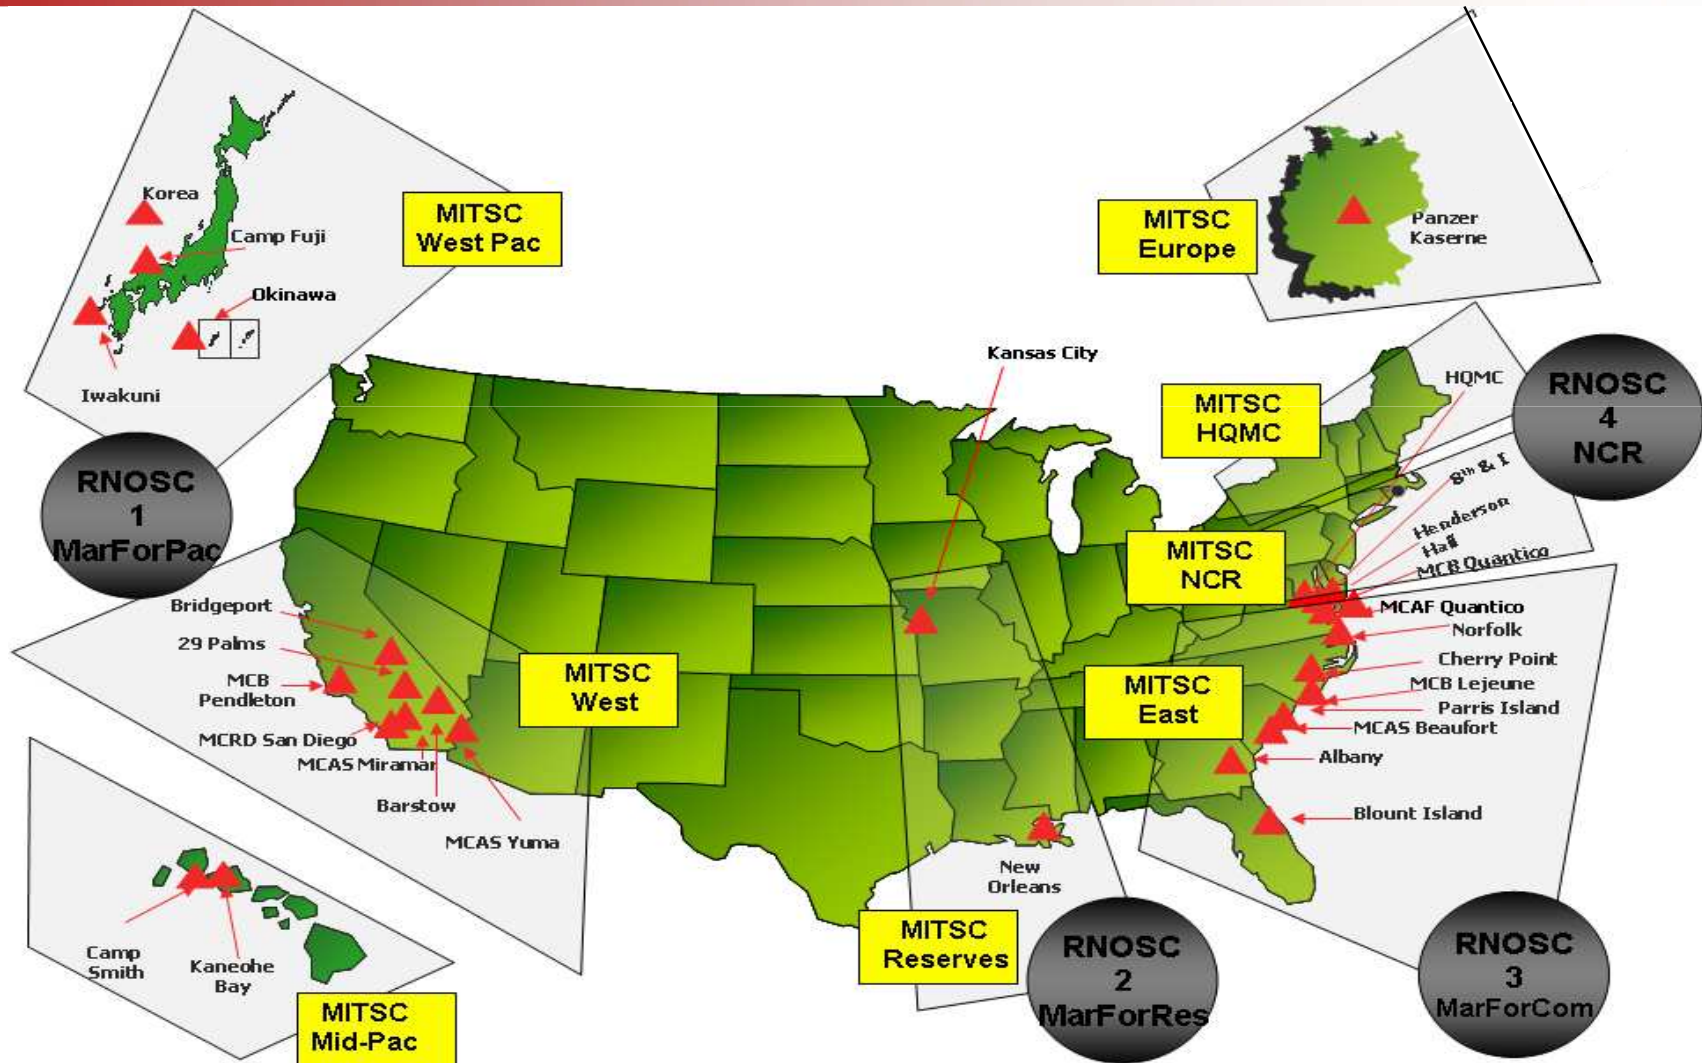 Korea
Camp Fuji
Okinawa
Iwakuni
MITSC
West Pac
RNOSC
1
MarForPac
MITSC
Europe
Panzer
Kaserne
Kansas City
MITSC
HQMC
HQMC
RNOSC
4
NCR
8th & I
Henderson
Hall
MCB Quantico
MITSC
NCR
MCAF Quantico
Norfolk
Cherry Point
MCB Lejeune
Parris Island
MCAS Beaufort
Albany
Blount Island
MITSC
East
Bridgeport
29 Palms
MCB
Pendleton
MCRD San Diego
MCAS Miramar
Barstow
MCAS Yuma
MITSC
West
New
Orleans
MITSC
Reserves
RNOSC
2
MarForRes
RNOSC
3
MarForCom
Camp
Smith
Kaneohe
Bay
MITSC
Mid-Pac